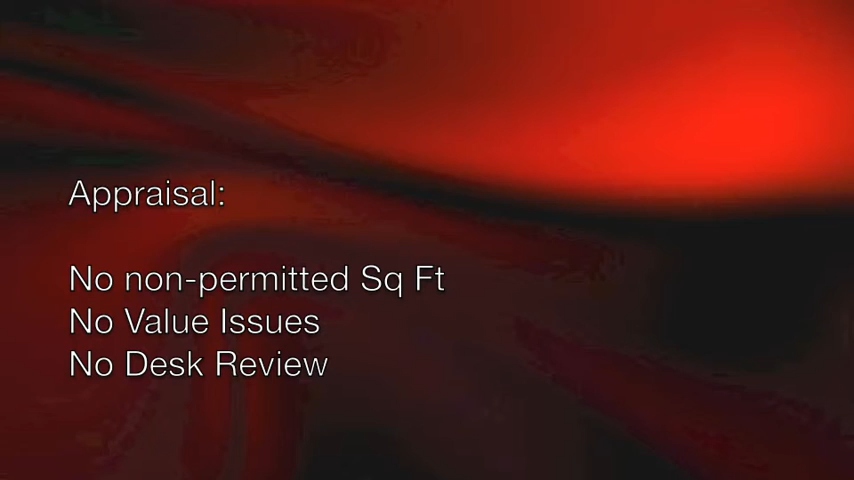 Appraisal:
No non-permitted Sq Ft
No Value Issues
No Desk Review